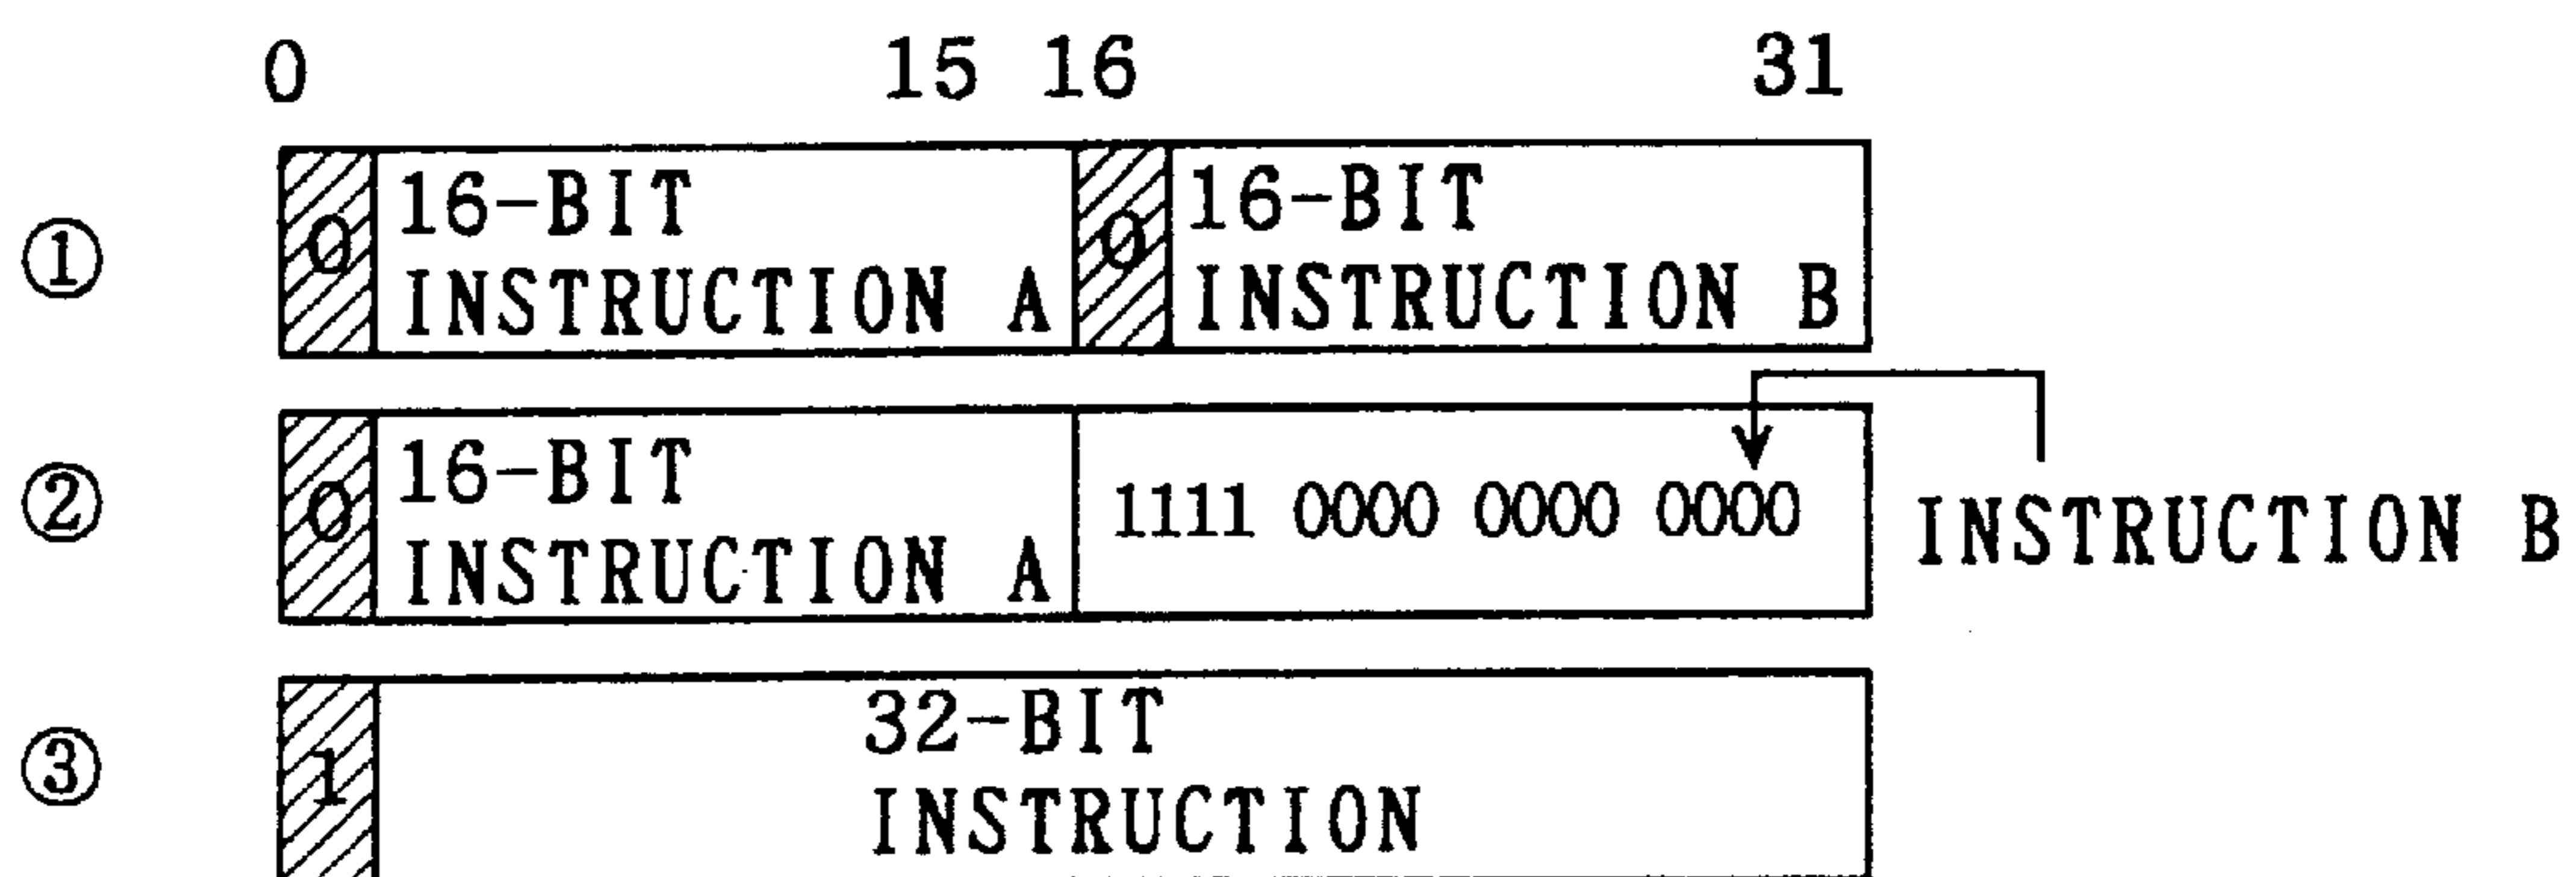 0 15 16 31
① 0 16-BIT INSTRUCTION A 0 16-BIT INSTRUCTION B
② 0 16-BIT INSTRUCTION A 1111 0000 0000 0000 INSTRUCTION B
③ 1 32-BIT INSTRUCTION